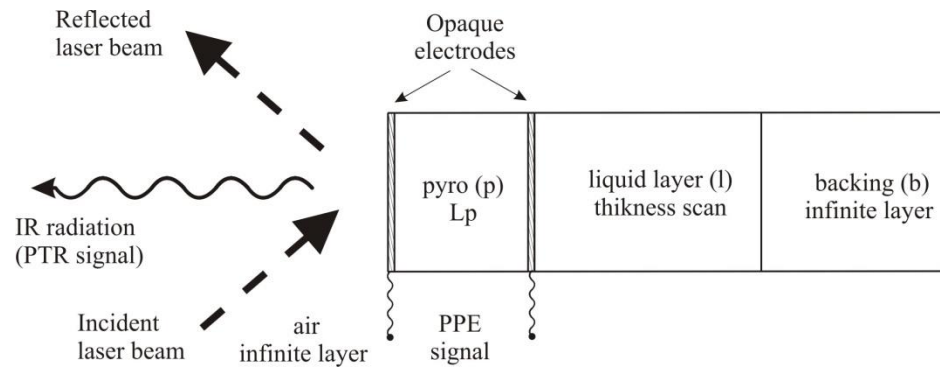 Reflected
laser beam
Opaque
electrodes
IR radiation
(PTR signal)
pyro (p)
Lp
liquid layer (l)
thikness scan
backing (b)
infinite layer
Incident
laser beam
air
infinite layer
PPE
signal